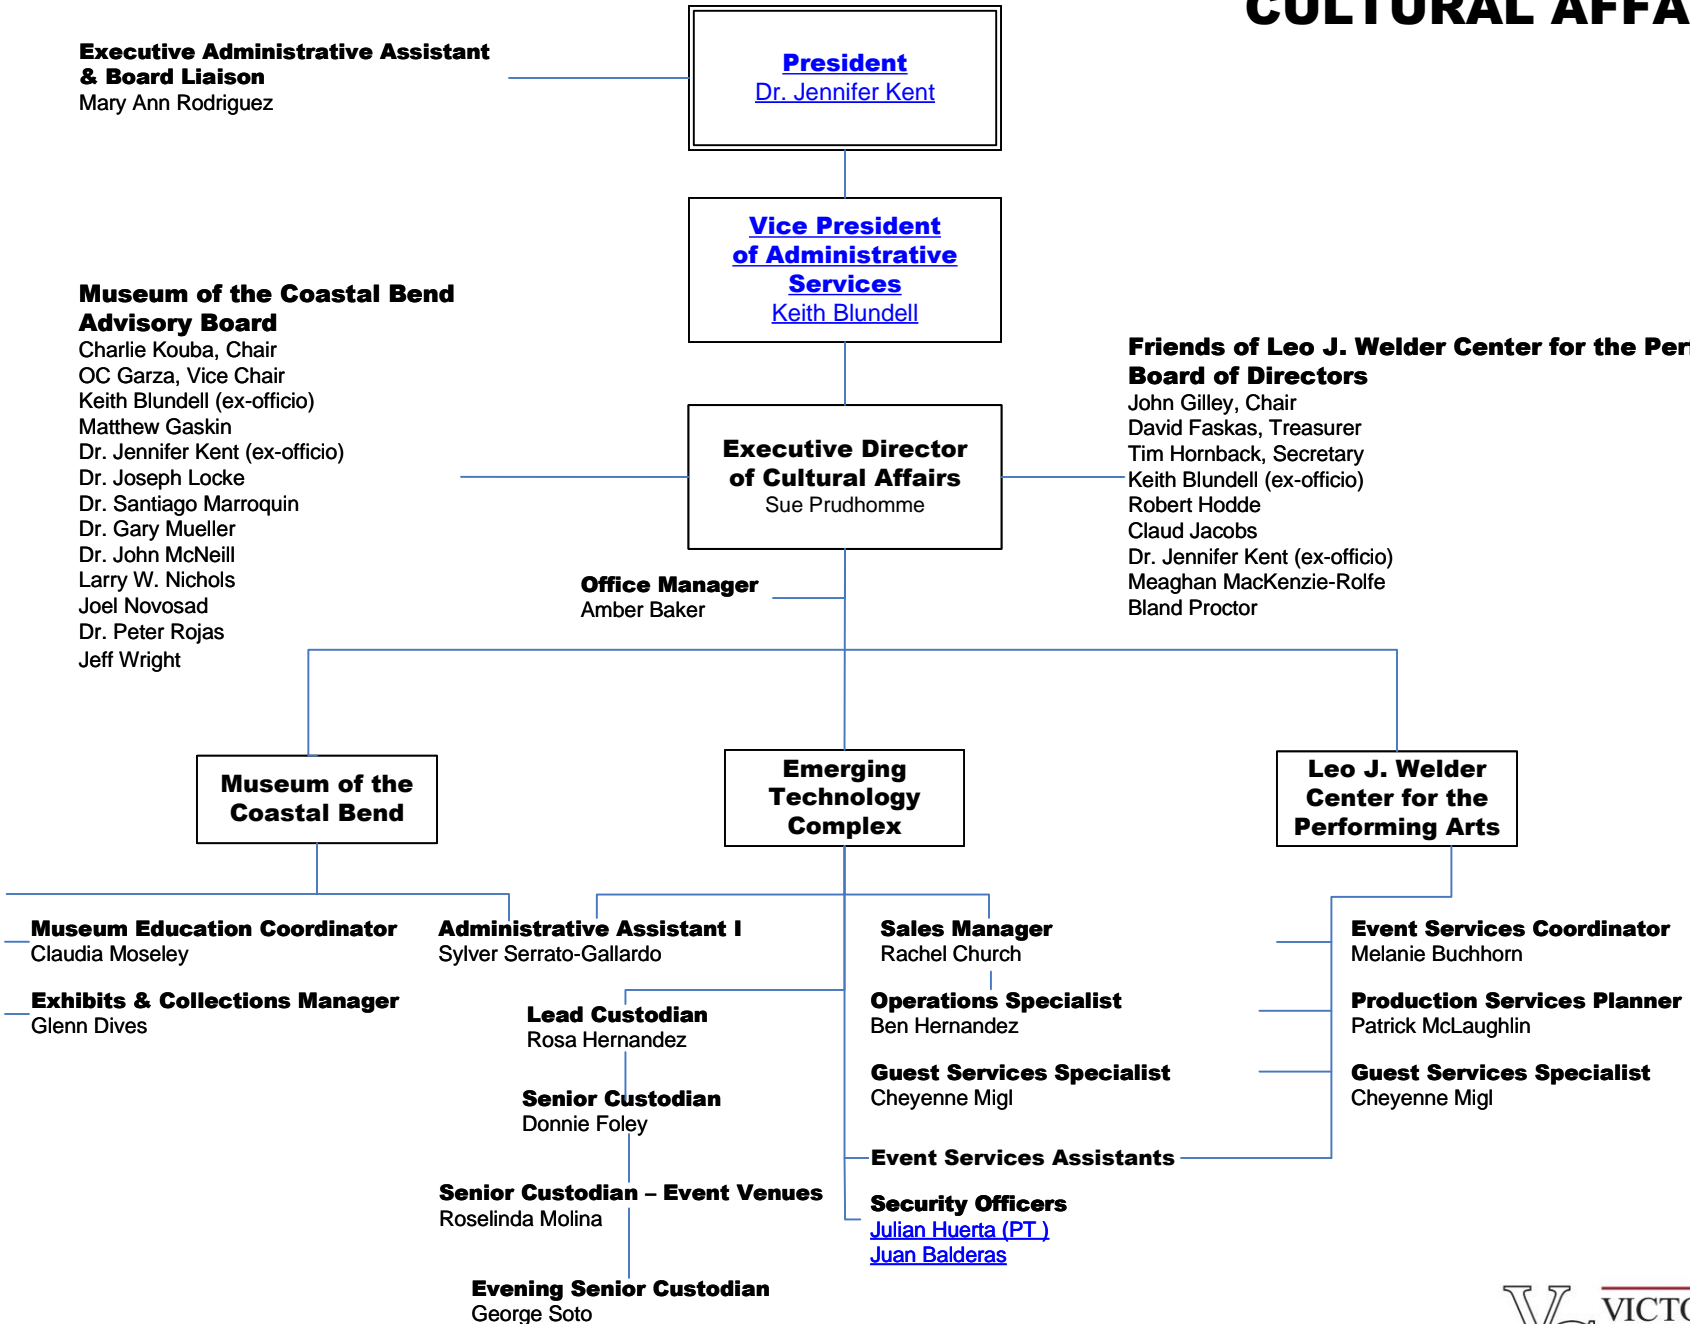 CULTURAL
Executive Administrative Assistant
& Board Liaison
Mary Ann Rodriguez
President
Dr. Jennifer Kent
Vice President
of Administrative
Services
Keith Blundell
Museum of the Coastal Bend
Advisory Board
Charlie Kouba, Chair
OC Garza, Vice Chair
Keith Blundell (ex-officio)
Matthew Gaskin
Dr. Jennifer Kent (ex-officio)
Dr. Joseph Locke
Dr. Santiago Marroquin
Dr. Gary Mueller
Dr. John McNeill
Larry W. Nichols
Joel Novosad
Dr. Peter Rojas
Jeff Wright
Executive Director
of Cultural Affairs
Sue Prudhomme
Friends of Leo J. Welder Center for the
Board of Directors
John Gilley, Chair
David Faskas, Treasurer
Tim Hornback, Secretary
Keith Blundell (ex-officio)
Robert Hodde
Claud Jacobs
Dr. Jennifer Kent (ex-officio)
Meaghan MacKenzie-Rolfe
Bland Proctor
Office Manager
Amber Baker
Museum of the
Coastal Bend
Emerging
Technology
Complex
Leo J. Welder
Center for the
Performing Arts
Museum Education Coordinator
Claudia Moseley
Exhibits & Collections Manager
Glenn Dives
Administrative Assistant I
Sylver Serrato-Gallardo
Lead Custodian
Rosa Hernandez
Senior Custodian
Donnie Foley
Senior Custodian – Event Venues
Roselinda Molina
Evening Senior Custodian
George Soto
Sales Manager
Rachel Church
Operations Specialist
Ben Hernandez
Guest Services Specialist
Cheyenne Migl
Event Services Assistants
Security Officers
Julian Huerta (PT )
Juan Balderas
Event Services Coordinator
Melanie Buchhorn
Production Services Planner
Patrick McLaughlin
Guest Services Specialist
Cheyenne Migl